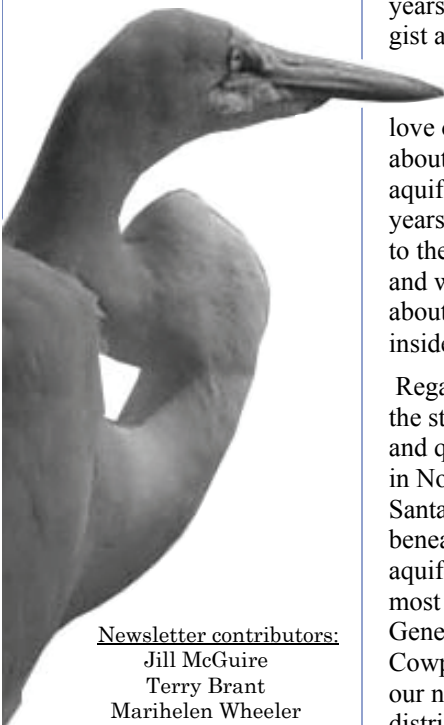 Newsletter contributors:
Jill McGuire
Terry Brant
Marihelen Wheeler
years
gist a
love
about
aquif
years
to the
and w
about
inside
Rega
the st
and q
in No
Santa
benea
aquif
most
Gene
Cowp
our n
distri